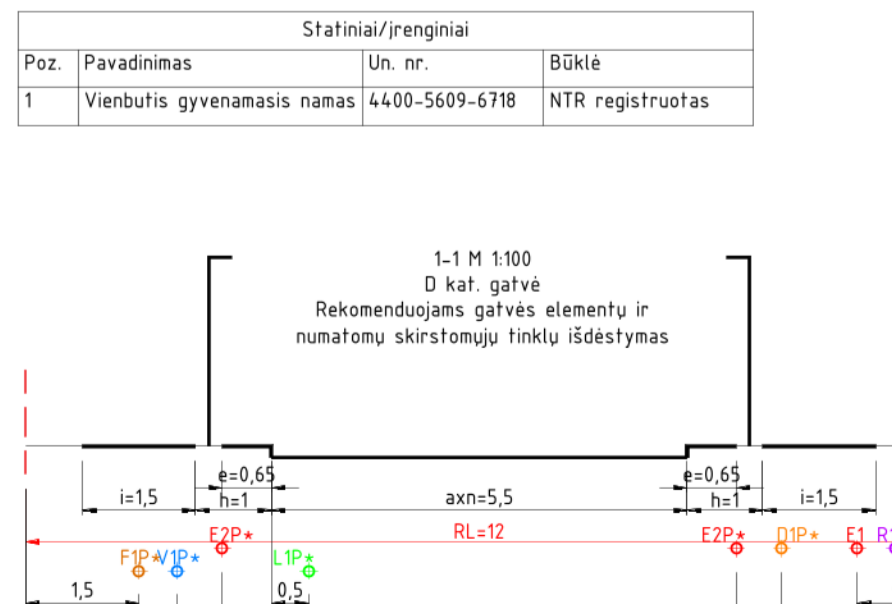 Statiniai/įrenginiai
Poz. Pavadinimas Un. nr. Būklė
1 Vienbutis gyvenamasis namas 4400-5609-6718 NTR registruotas
1-1 M 1:100
D kat. gatvė
Rekomenduojams gatvės elementų ir
numatomų skirstomųjų tinklų išdėstymas
e=0,65 e=0,65
i=1,5 h=1 axn=5,5 h=1 i=1,5
E2P* RL=12 E2P* D1P* E1
F1P* V1P* L1P*
1,5 0,5